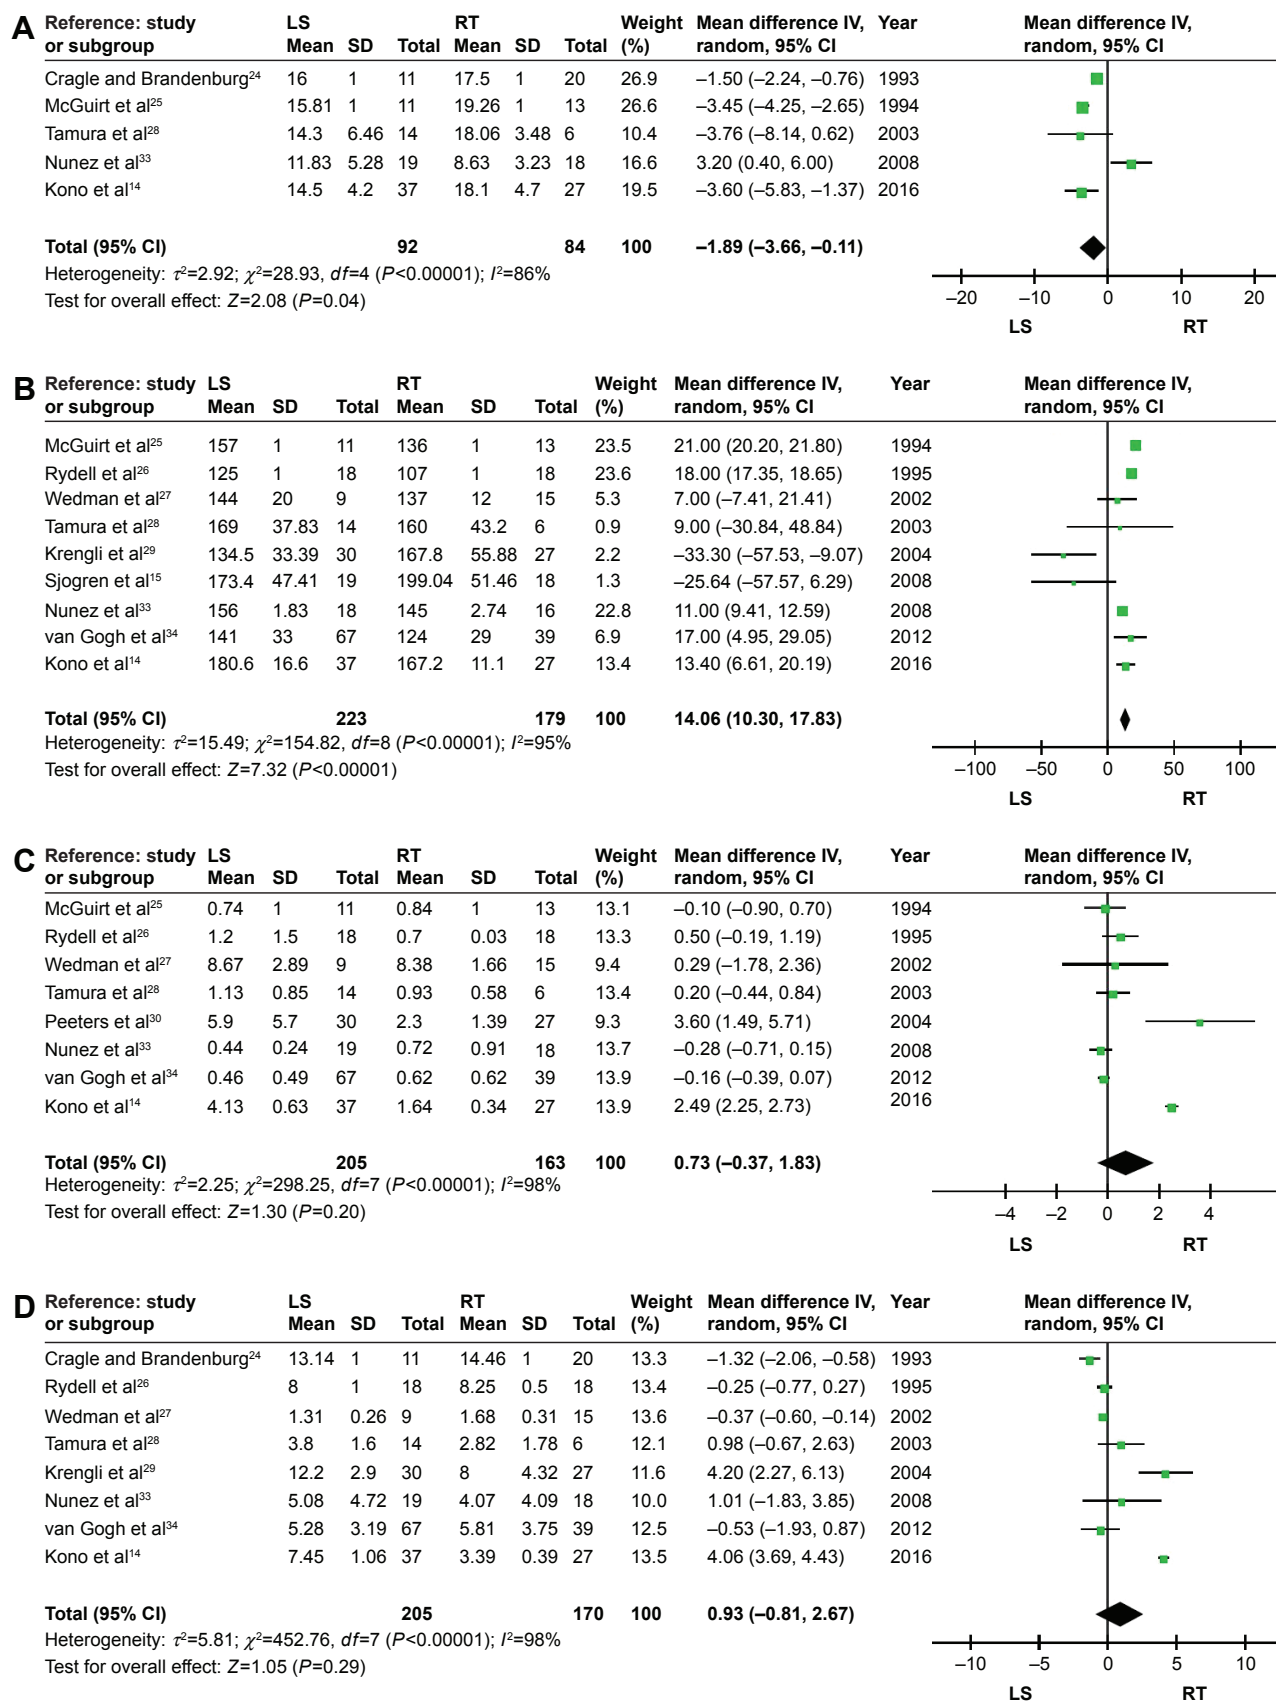 A Reference: study LS RT Weight Mean difference IV, Year Mean difference IV,
or subgroup Mean SD Total Mean SD Total (%) random, 95% CI random, 95% CI
Cragle and Brandenburg24 16 1 11 17.5 1 20 26.9 –1.50 (–2.24, –0.76) 1993
McGuirt et al25 15.81 1 11 19.26 1 13 26.6 –3.45 (–4.25, –2.65) 1994
Tamura et al28 14.3 6.46 14 18.06 3.48 6 10.4 –3.76 (–8.14, 0.62) 2003
Nunez et al33 11.83 5.28 19 8.63 3.23 18 16.6 3.20 (0.40, 6.00) 2008
Kono et al14 14.5 4.2 37 18.1 4.7 27 19.5 –3.60 (–5.83, –1.37) 2016
Total (95% CI) 92 84 100 –1.89 (–3.66, –0.11)
Heterogeneity: τ²=2.92; χ²=28.93, df=4 (P<0.00001); I²=86%
Test for overall effect: Z=2.08 (P=0.04)
–20 –10 0 10 20
LS RT
B Reference: study LS RT Weight Mean difference IV, Year Mean difference IV,
or subgroup Mean SD Total Mean SD Total (%) random, 95% CI random, 95% CI
McGuirt et al25 157 1 11 136 1 13 23.5 21.00 (20.20, 21.80) 1994
Rydell et al26 125 1 18 107 1 18 23.6 18.00 (17.35, 18.65) 1995
Wedman et al27 144 20 9 137 12 15 5.3 7.00 (–7.41, 21.41) 2002
Tamura et al28 169 37.83 14 160 43.2 6 0.9 9.00 (–30.84, 48.84) 2003
Krengli et al29 134.5 33.39 30 167.8 55.88 27 2.2 –33.30 (–57.53, –9.07) 2004
Sjogren et al15 173.4 47.41 19 199.04 51.46 18 1.3 –25.64 (–57.57, 6.29) 2008
Nunez et al33 156 1.83 18 145 2.74 16 22.8 11.00 (9.41, 12.59) 2008
van Gogh et al34 141 33 67 124 29 39 6.9 17.00 (4.95, 29.05) 2012
Kono et al14 180.6 16.6 37 167.2 11.1 27 13.4 13.40 (6.61, 20.19) 2016
Total (95% CI) 223 179 100 14.06 (10.30, 17.83)
Heterogeneity: τ²=15.49; χ²=154.82, df=8 (P<0.00001); I²=95%
Test for overall effect: Z=7.32 (P<0.00001)
–100 –50 0 50 100
LS RT
C Reference: study LS RT Weight Mean difference IV, Year Mean difference IV,
or subgroup Mean SD Total Mean SD Total (%) random, 95% CI random, 95% CI
McGuirt et al25 0.74 1 11 0.84 1 13 13.1 –0.10 (–0.90, 0.70) 1994
Rydell et al26 1.2 1.5 18 0.7 0.03 18 13.3 0.50 (–0.19, 1.19) 1995
Wedman et al27 8.67 2.89 9 8.38 1.66 15 9.4 0.29 (–1.78, 2.36) 2002
Tamura et al28 1.13 0.85 14 0.93 0.58 6 13.4 0.20 (–0.44, 0.84) 2003
Peeters et al30 5.9 5.7 30 2.3 1.39 27 9.3 3.60 (1.49, 5.71) 2004
Nunez et al33 0.44 0.24 19 0.72 0.91 18 13.7 –0.28 (–0.71, 0.15) 2008
van Gogh et al34 0.46 0.49 67 0.62 0.62 39 13.9 –0.16 (–0.39, 0.07) 2012
Kono et al14 4.13 0.63 37 1.64 0.34 27 13.9 2.49 (2.25, 2.73) 2016
Total (95% CI) 205 163 100 0.73 (–0.37, 1.83)
Heterogeneity: τ²=2.25; χ²=298.25, df=7 (P<0.00001); I²=98%
Test for overall effect: Z=1.30 (P=0.20)
–4 –2 0 2 4
LS RT
D Reference: study LS RT Weight Mean difference IV, Year Mean difference IV,
or subgroup Mean SD Total Mean SD Total (%) random, 95% CI random, 95% CI
Cragle and Brandenburg24 13.14 1 11 14.46 1 20 13.3 –1.32 (–2.06, –0.58) 1993
Rydell et al26 8 1 18 8.25 0.5 18 13.4 –0.25 (–0.77, 0.27) 1995
Wedman et al27 1.31 0.26 9 1.68 0.31 15 13.6 –0.37 (–0.60, –0.14) 2002
Tamura et al28 3.8 1.6 14 2.82 1.78 6 12.1 0.98 (–0.67, 2.63) 2003
Krengli et al29 12.2 2.9 30 8 4.32 27 11.6 4.20 (2.27, 6.13) 2004
Nunez et al33 5.08 4.72 19 4.07 4.09 18 10.0 1.01 (–1.83, 3.85) 2008
van Gogh et al34 5.28 3.19 67 5.81 3.75 39 12.5 –0.53 (–1.93, 0.87) 2012
Kono et al14 7.45 1.06 37 3.39 0.39 27 13.5 4.06 (3.69, 4.43) 2016
Total (95% CI) 205 170 100 0.93 (–0.81, 2.67)
Heterogeneity: τ²=5.81; χ²=452.76, df=7 (P<0.00001); I²=98%
Test for overall effect: Z=1.05 (P=0.29)
–10 –5 0 5 10
LS RT